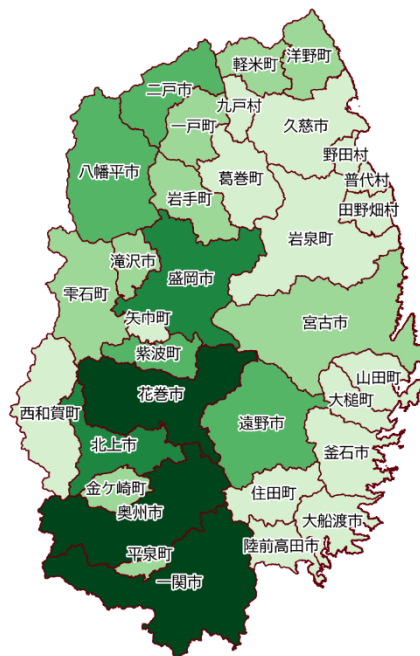 洋野町
軽米町
二戸市
九戸村
一戸町
久慈市
野田村
八幡平市
葛巻町
普代村
岩手町
田野畑村
岩泉町
滝沢市
盛岡市
雫石町
宮古市
矢巾町
紫波町
山田町
花巻市
大槌町
西和賀町
遠野市
北上市
釜石市
金ケ崎町
住田町
奥州市
大船渡市
平泉町
陸前高田市
一関市